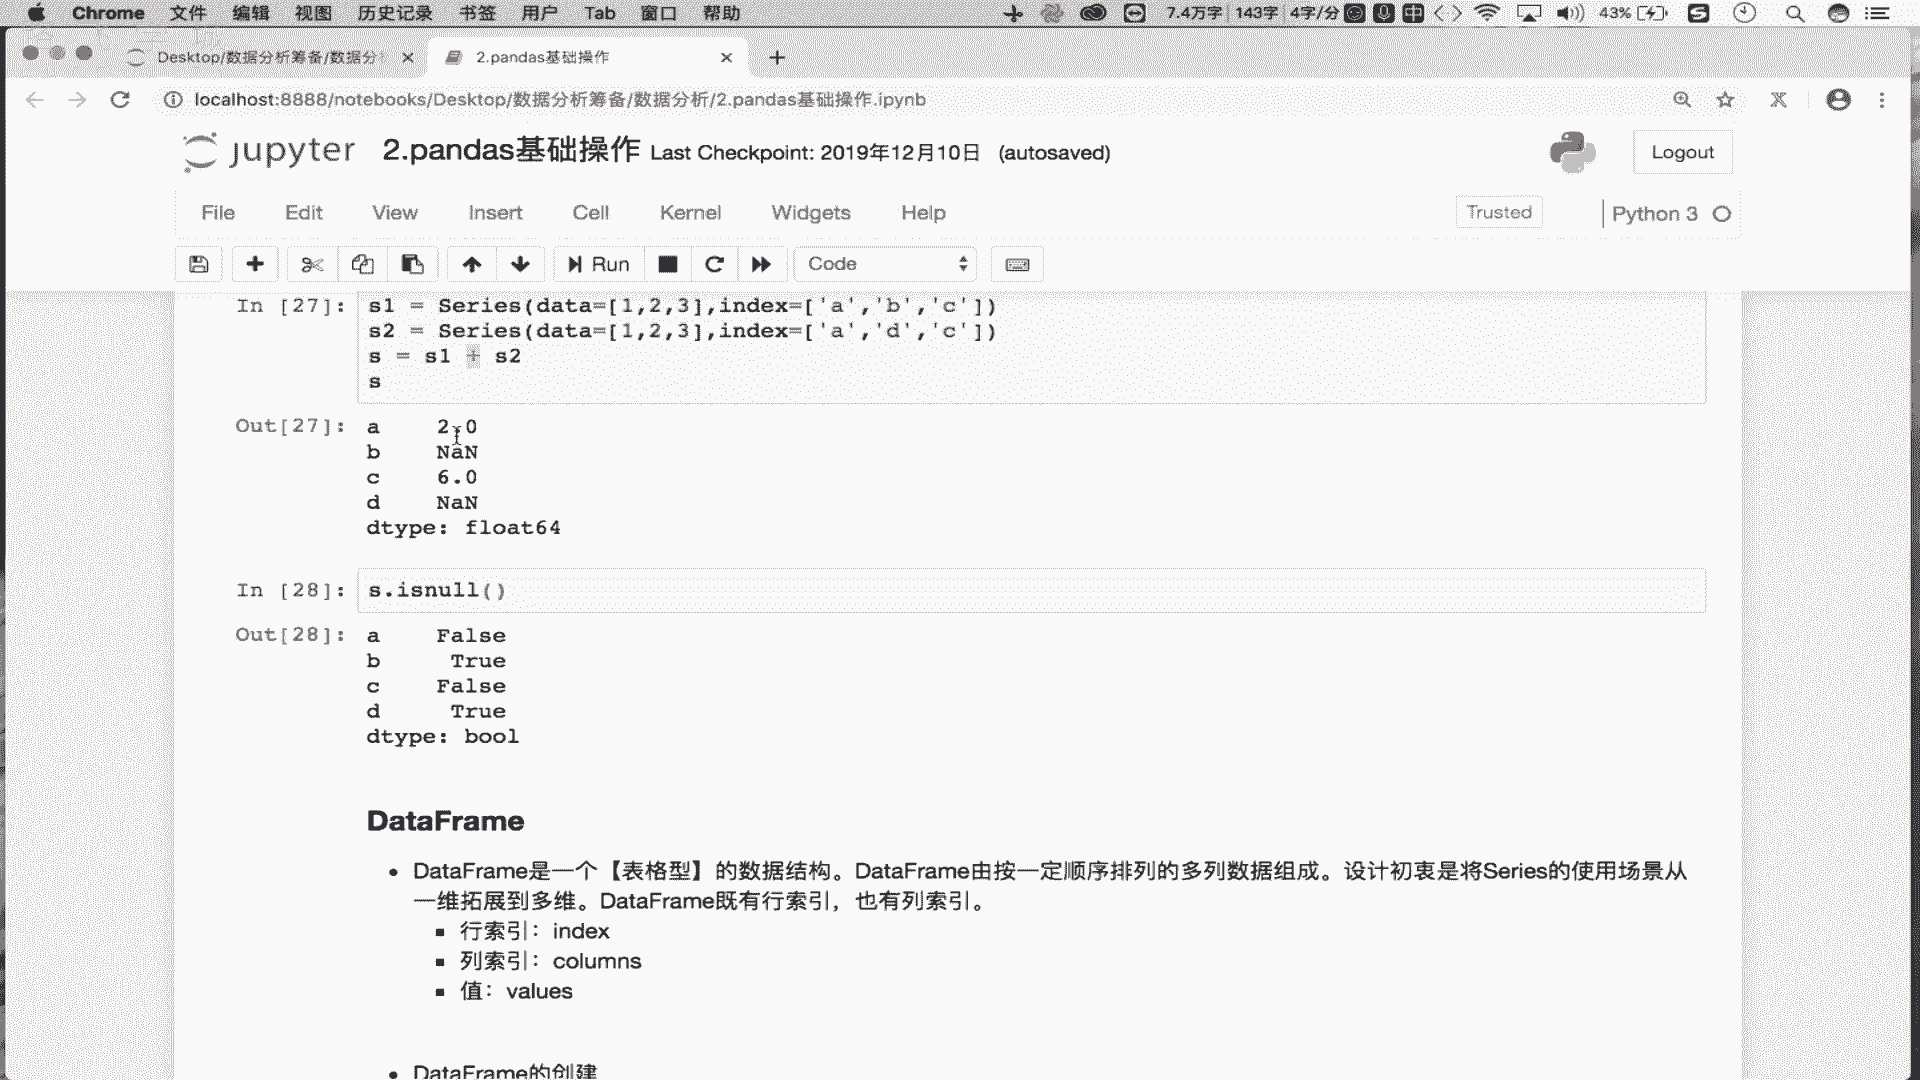 Chrome 文件 编辑 视图 历史记录 书签 用户 Tab 窗口 帮助 7.4万字 143字 4字/分 中 43%
Desktop/数据分析筹备/数据分 2.pandas基础操作
localhost:8888/notebooks/Desktop/数据分析筹备/数据分析/2.pandas基础操作.ipynb
jupyter 2.pandas基础操作 Last Checkpoint: 2019年12月10日 (autosaved) Logout
File Edit View Insert Cell Kernel Widgets Help Trusted Python 3
Run Code
In [27]: s1 = Series(data=[1,2,3],index=['a','b','c'])
s2 = Series(data=[1,2,3],index=['a','d','c'])
s = s1 + s2
s
Out[27]: a 2.0
b NaN
c 6.0
d NaN
dtype: float64
In [28]: s.isnull()
Out[28]: a False
b True
c False
d True
dtype: bool
DataFrame
• DataFrame是一个【表格型】的数据结构。DataFrame由按一定顺序排列的多列数据组成。设计初衷是将Series的使用场景从
一维拓展到多维。DataFrame既有行索引，也有列索引。
▪ 行索引：index
▪ 列索引：columns
▪ 值：values
• DataFrame的创建